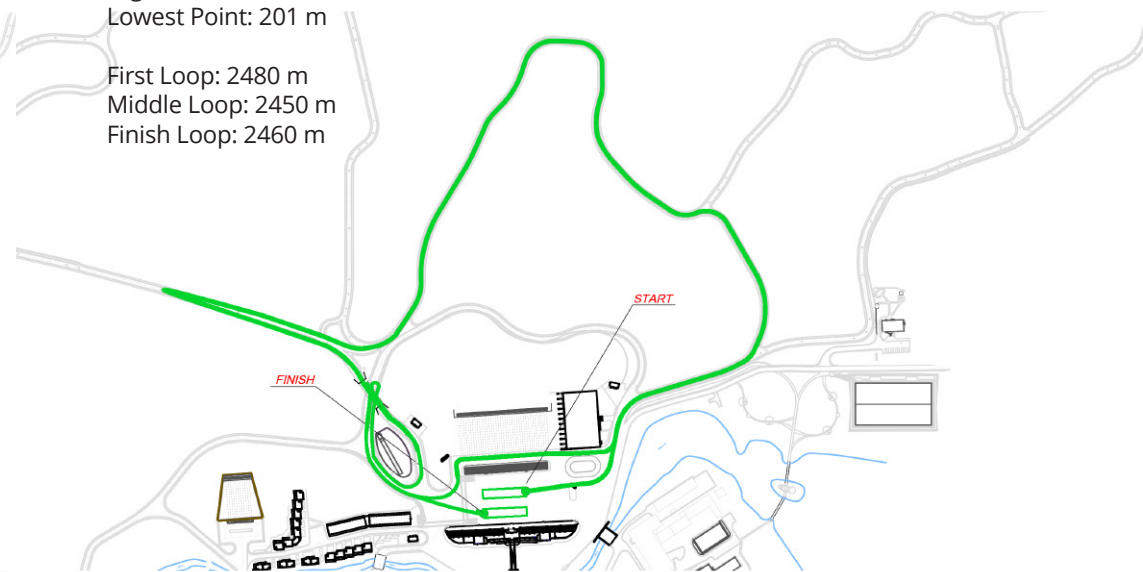 Lowest Point: 201 m
First Loop: 2480 m
Middle Loop: 2450 m
Finish Loop: 2460 m
START
FINISH